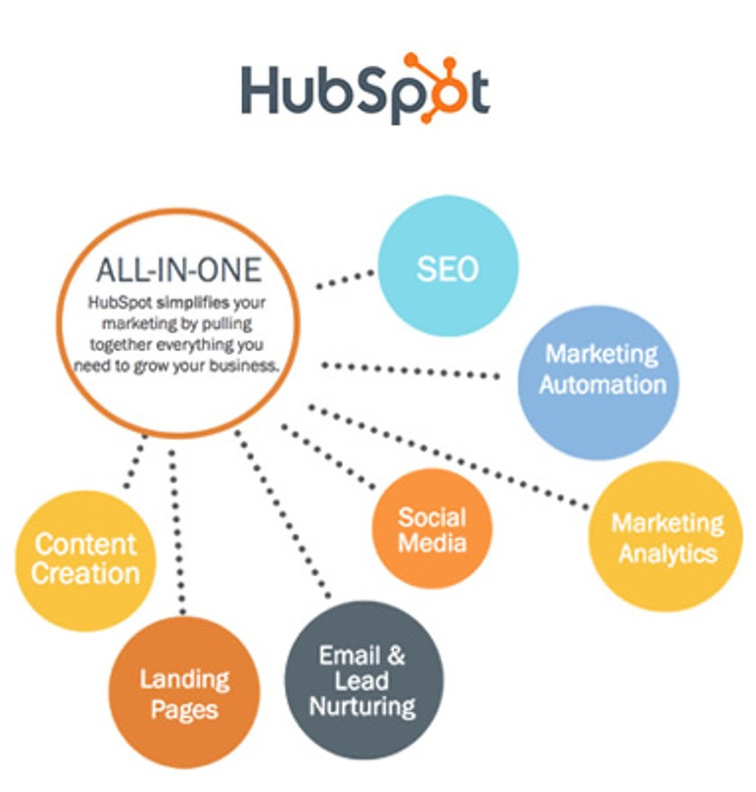 HubSpot
ALL-IN-ONE
HubSpot simplifies your
marketing by pulling
together everything you
need to grow your business.
SEO
Marketing
Automation
Marketing
Analytics
Social
Media
Email &
Lead
Nurturing
Landing
Pages
Content
Creation